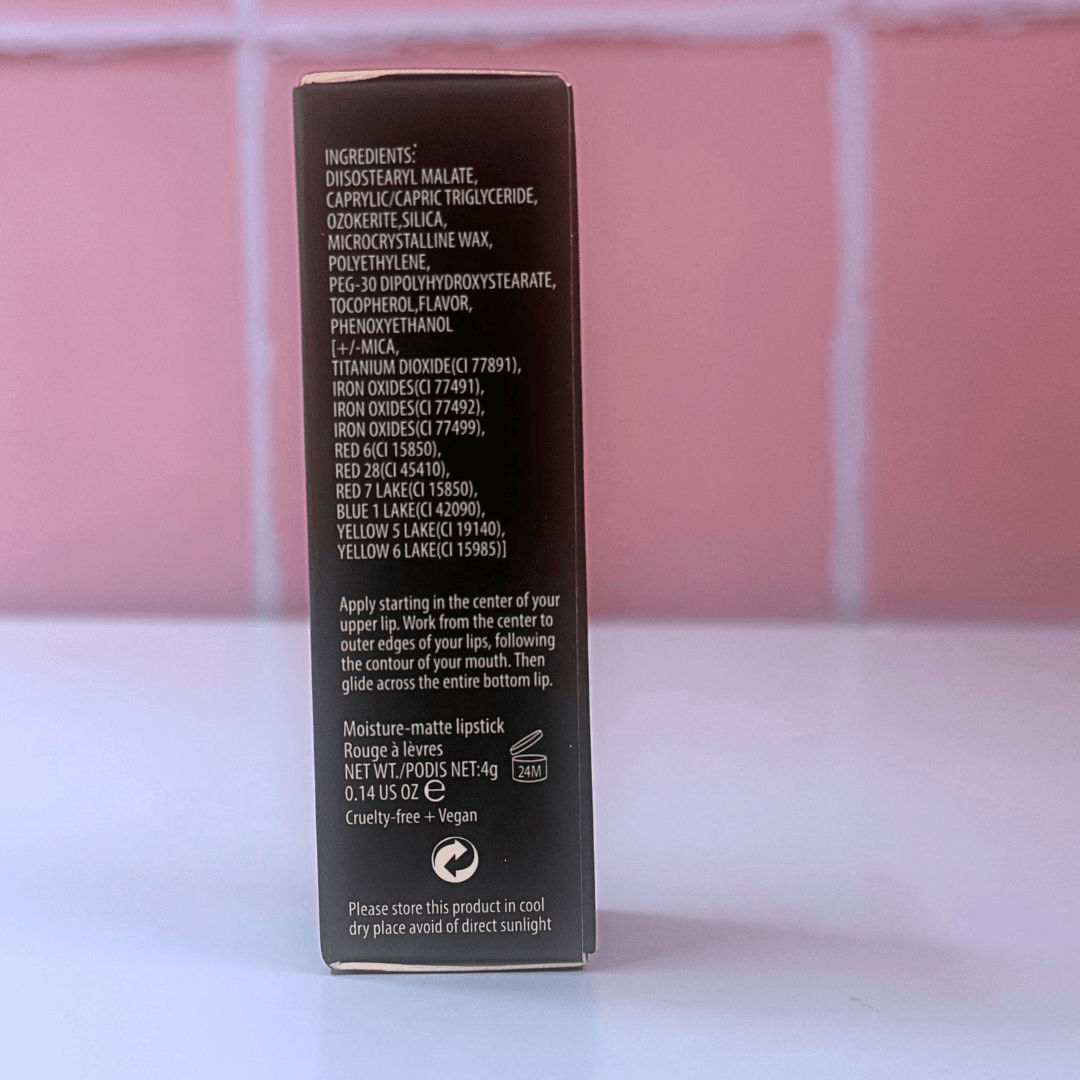 INGREDIENTS:
DIISOSTEARYL MALATE,
CAPRYLIC/CAPRIC TRIGLYCERIDE,
OZOKERITE,SILICA,
MICROCRYSTALLINE WAX,
POLYETHYLENE,
PEG-30 DIPOLYHYDROXYSTEARATE,
TOCOPHEROL,FLAVOR,
PHENOXYETHANOL
[+/-MICA,
TITANIUM DIOXIDE(CI 77891),
IRON OXIDES(CI 77491),
IRON OXIDES(CI 77492),
IRON OXIDES(CI 77499),
RED 6(CI 15850),
RED 28(CI 45410),
RED 7 LAKE(CI 15850),
BLUE 1 LAKE(CI 42090),
YELLOW 5 LAKE(CI 19140),
YELLOW 6 LAKE(CI 15985)]
Apply starting in the center of your
upper lip. Work from the center to
outer edges of your lips, following
the contour of your mouth. Then
glide across the entire bottom lip.
Moisture-matte lipstick
Rouge à lèvres
NET WT./PODIS NET:4g
24M
0.14 US OZ ℮
Cruelty-free + Vegan
Please store this product in cool
dry place avoid of direct sunlight